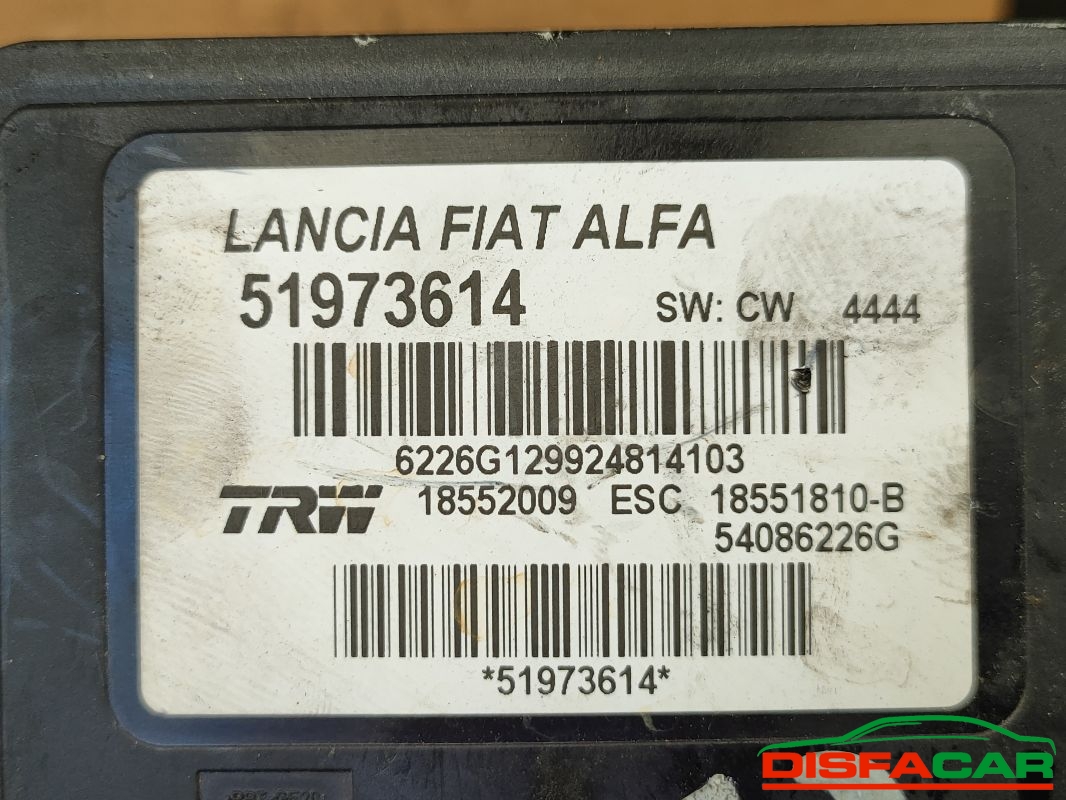 LANCIA FIAT ALFA
51973614 SW: CW 4444
6226G129924814103
TRW 18552009 ESC 18551810-B
54086226G
*51973614*
DISFACAR